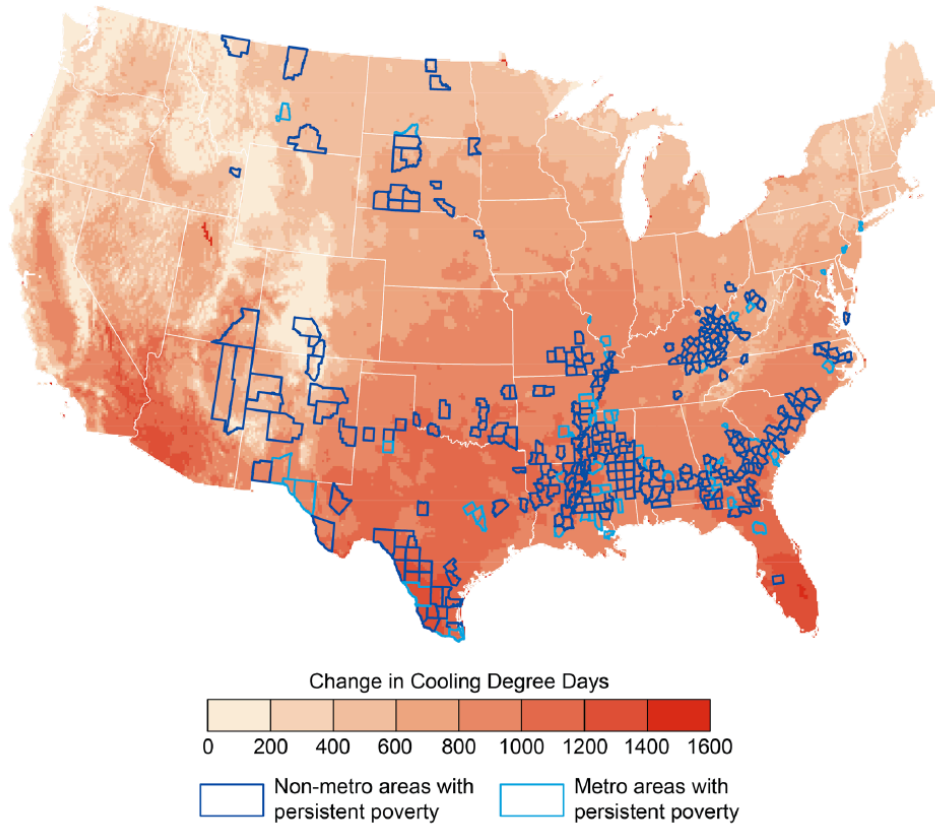 Change in Cooling Degree Days
0 200 400 600 800 1000 1200 1400 1600
Non-metro areas with
persistent poverty
Metro areas with
persistent poverty